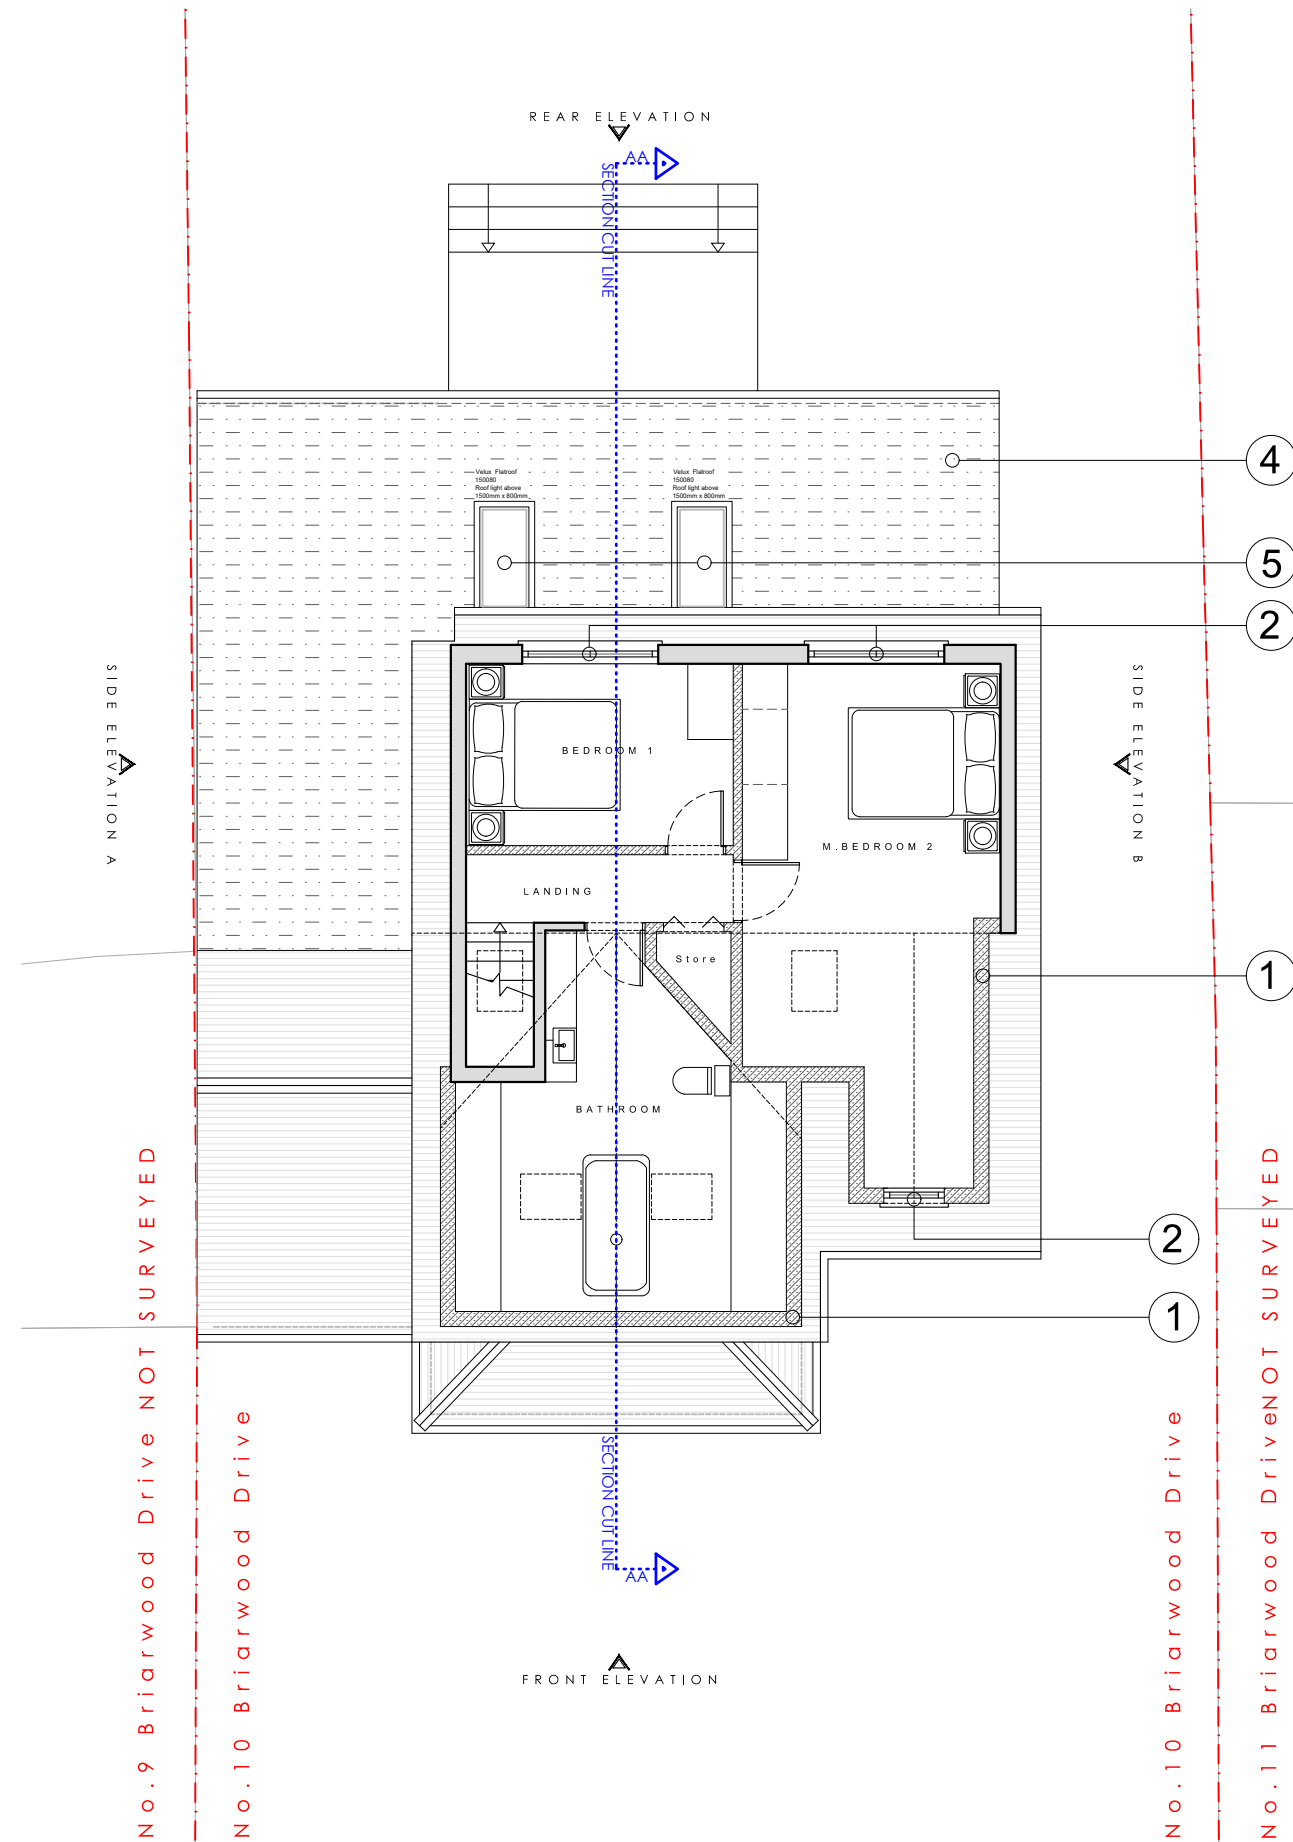 REAR ELEVATION
AA
SECTION CUT LINE
4
Velux Flatroof
150080
Roof light above
1500mm x 800mm
Velux Flatroof
150080
Roof light above
1500mm x 800mm
5
2
SIDE ELEVATION A
SIDE ELEVATION B
BEDROOM 1
M.BEDROOM 2
LANDING
Store
1
BATHROOM
2
1
No.9 Briarwood Drive NOT SURVEYED
No.10 Briarwood Drive
No.10 Briarwood Drive
No.11 Briarwood DriveNOT SURVEYED
SECTION CUT LINE
AA
FRONT ELEVATION